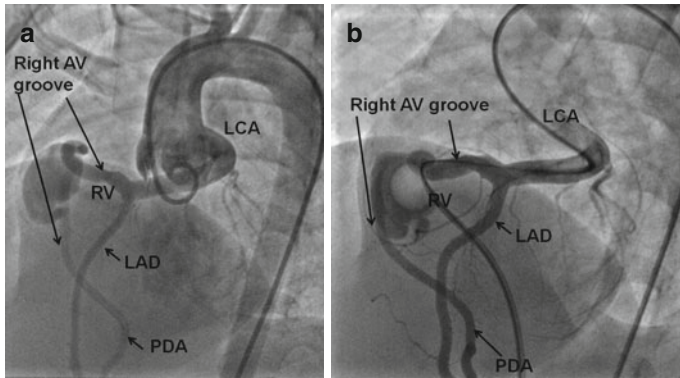 a
Right AV
groove
LCA
RV
LAD
PDA
b
Right AV groove
LCA
RV
LAD
PDA